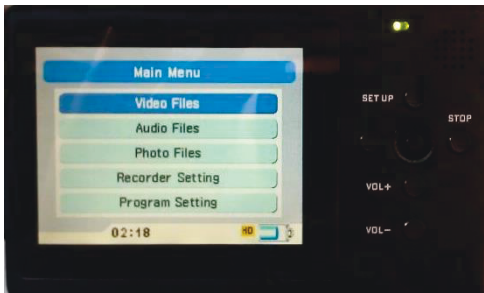 Main Menu
Video Files
Audio Files
Photo Files
Recorder Setting
Program Setting
02:18 HD
SET UP
STOP
VOL+
VOL-